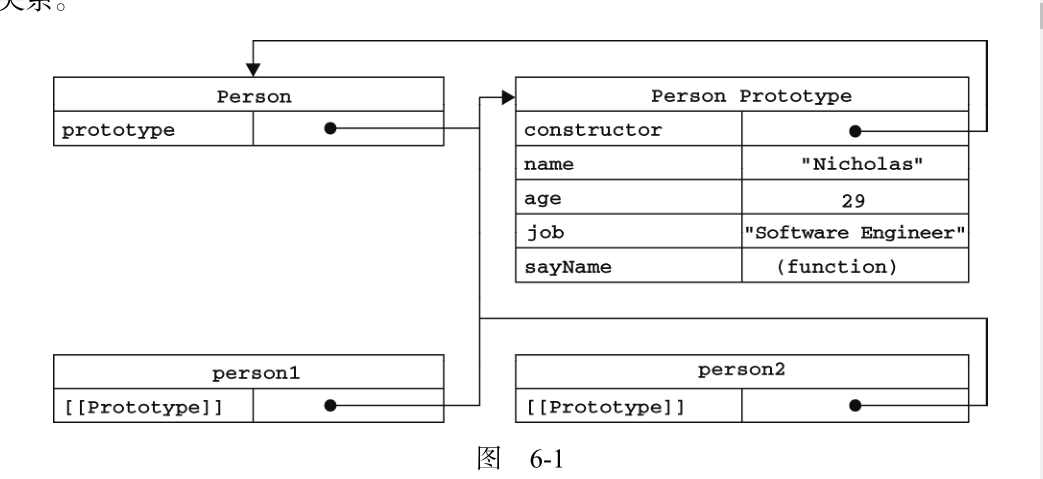 关系。
Person
prototype
Person Prototype
constructor
name "Nicholas"
age 29
job "Software Engineer"
sayName (function)
person1
[[Prototype]]
person2
[[Prototype]]
图 6-1